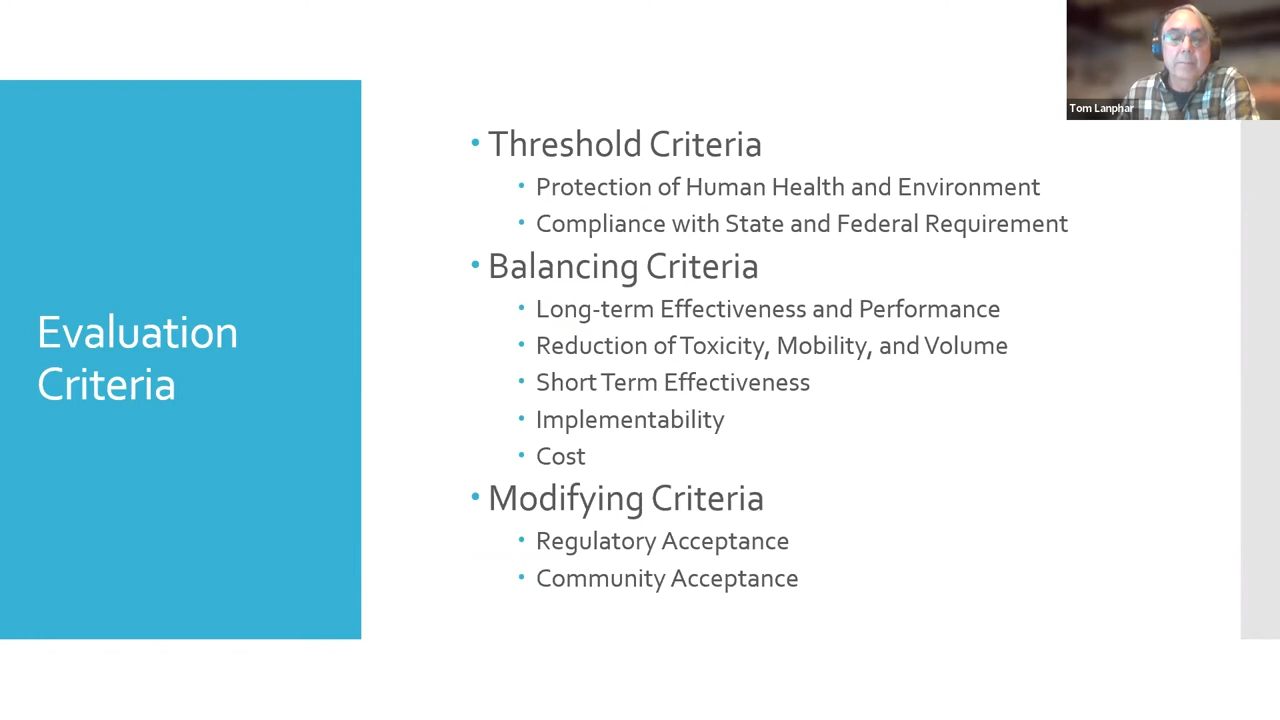 Tom Lanphar
Evaluation
Criteria
• Threshold Criteria
• Protection of Human Health and Environment
• Compliance with State and Federal Requirement
• Balancing Criteria
• Long-term Effectiveness and Performance
• Reduction of Toxicity, Mobility, and Volume
• Short Term Effectiveness
• Implementability
• Cost
• Modifying Criteria
• Regulatory Acceptance
• Community Acceptance